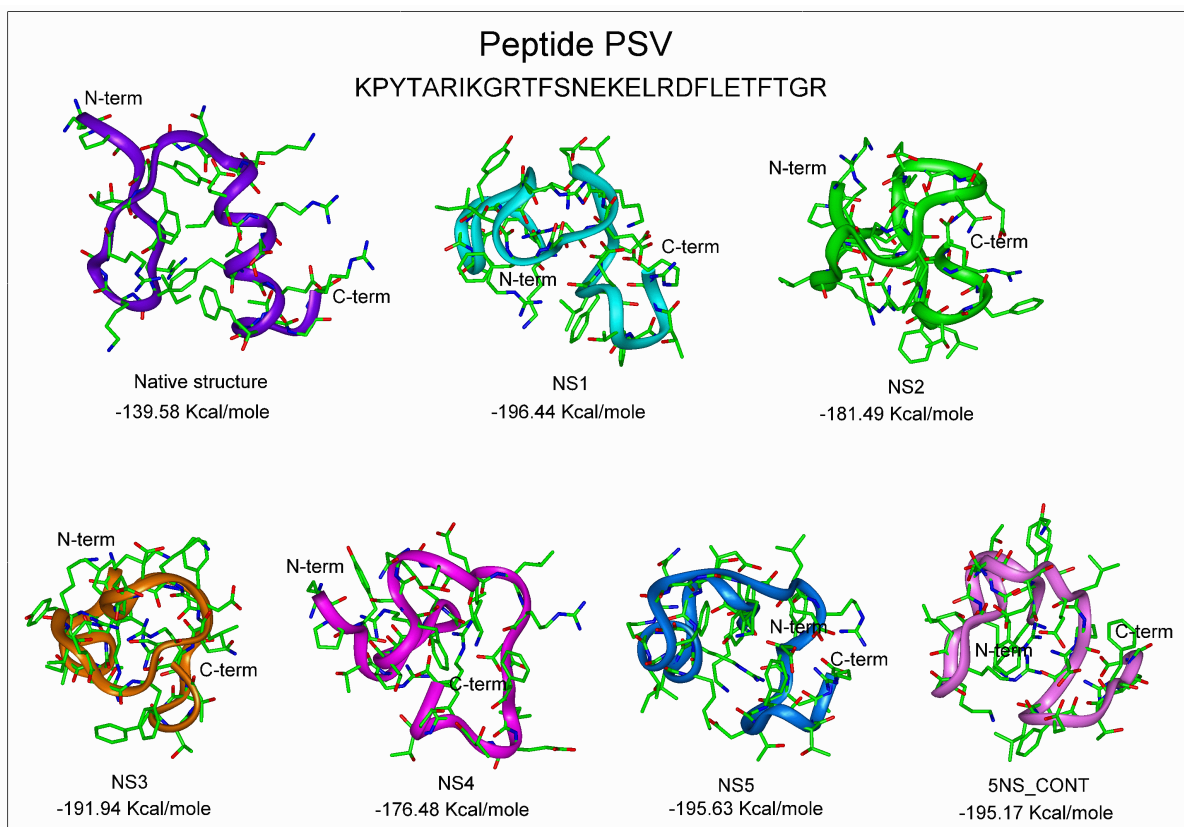 Peptide PSV
KPYTARIKGRTFSNEKELRDFLETFTGR
N-term
C-term
Native structure
-139.58 Kcal/mole
N-term
C-term
NS1
-196.44 Kcal/mole
N-term
C-term
NS2
-181.49 Kcal/mole
N-term
C-term
NS3
-191.94 Kcal/mole
N-term
C-term
NS4
-176.48 Kcal/mole
N-term
C-term
NS5
-195.63 Kcal/mole
C-term
N-term
5NS_CONT
-195.17 Kcal/mole